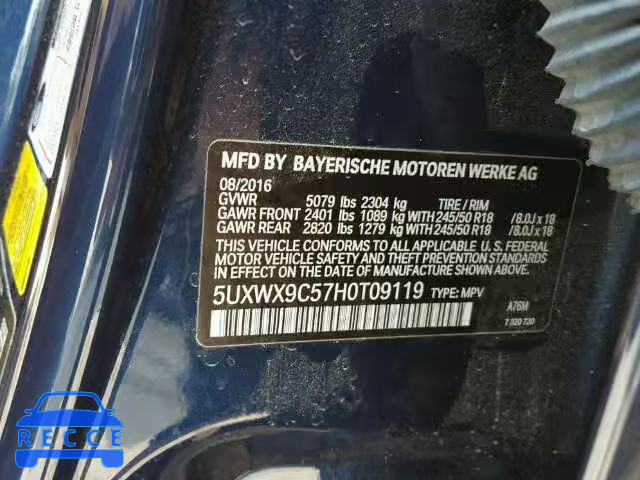 MFD BY BAYERISCHE MOTOREN WERKE AG
08/2016
GVWR 5079 lbs 2304 kg TIRE / RIM
GAWR FRONT 2401 lbs 1089 kg WITH 245/50 R18 /8.0J x 18
GAWR REAR 2820 lbs 1279 kg WITH 245/50 R18 /8.0J x 18
THIS VEHICLE CONFORMS TO ALL APPLICABLE U. S. FEDERAL
MOTOR VEHICLE SAFETY AND THEFT PREVENTION
STANDARDS IN EFFECT ON THE DATE OF
MANUFACTURE SHOWN ABOVE.
5UXWX9C57H0T09119 TYPE: MPV
A76M
7 320 730
RECCE